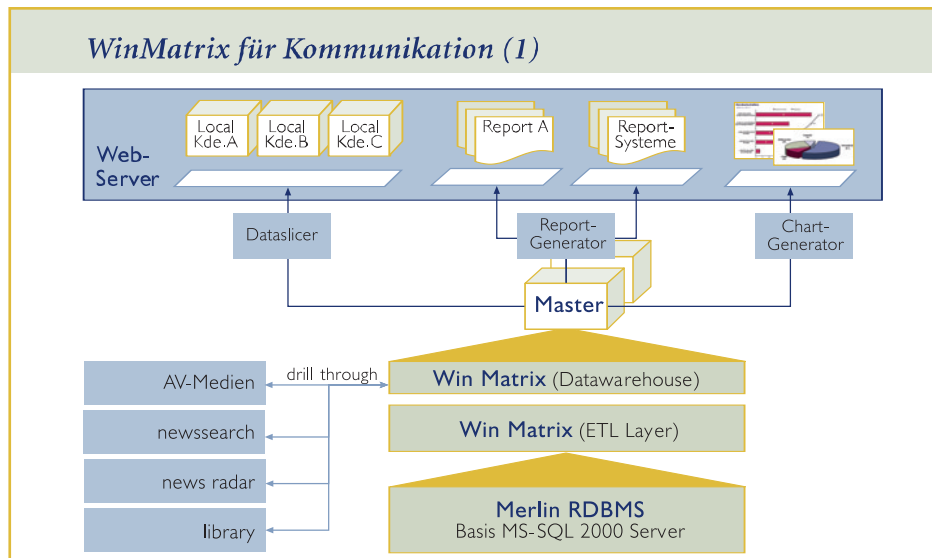 WinMatrix für Kommunikation (1)
Web-
Server
Local
Kde.A
Local
Kde.B
Local
Kde.C
Report A
Report-
Systeme
Dataslicer
Report-
Generator
Chart-
Generator
Master
AV-Medien
drill through
Win Matrix (Datawarehouse)
newssearch
Win Matrix (ETL Layer)
news radar
library
Merlin RDBMS
Basis MS-SQL 2000 Server